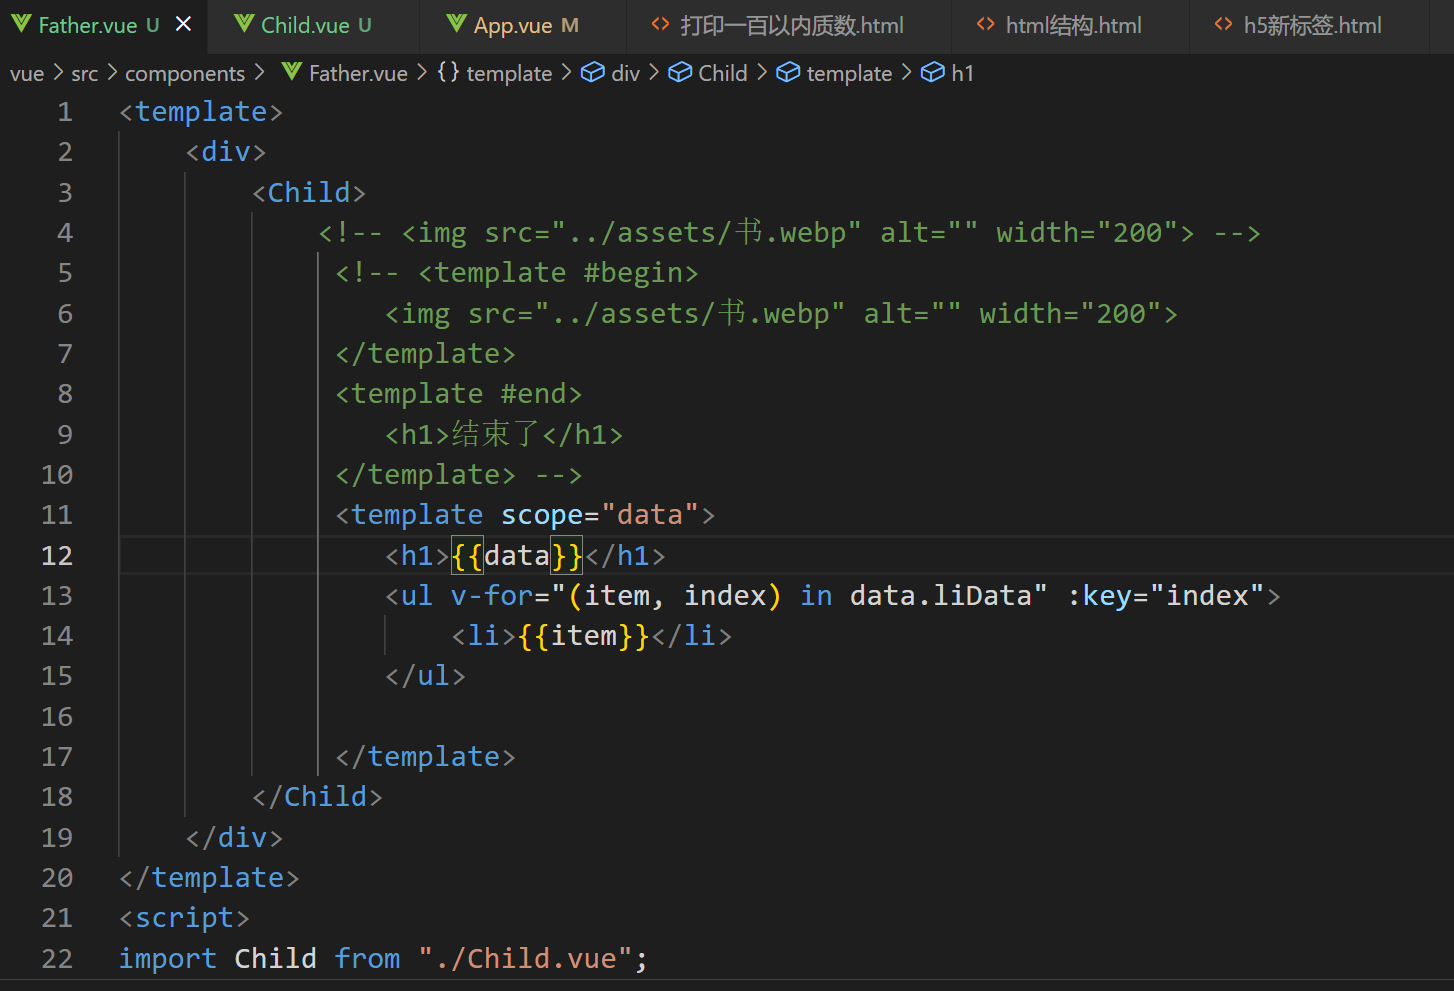 Father.vue U × Child.vue U App.vue M <> 打印一百以内质数.html <> html结构.html <> h5新标签.html
vue > src > components > Father.vue > {} template > div > Child > template > h1
1 <template>
2 <div>
3 <Child>
4 <!-- <img src="../assets/书.webp" alt="" width="200"> -->
5 <!-- <template #begin>
6 <img src="../assets/书.webp" alt="" width="200">
7 </template>
8 <template #end>
9 <h1>结束了</h1>
10 </template> -->
11 <template scope="data">
12 <h1>{{data}}</h1>
13 <ul v-for="(item, index) in data.liData" :key="index">
14 <li>{{item}}</li>
15 </ul>
16
17 </template>
18 </Child>
19 </div>
20 </template>
21 <script>
22 import Child from "./Child.vue";